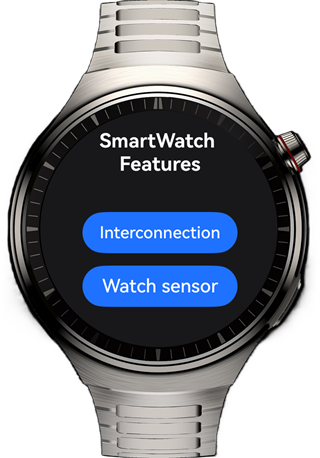 SmartWatch
Features
Interconnection
Watch sensor